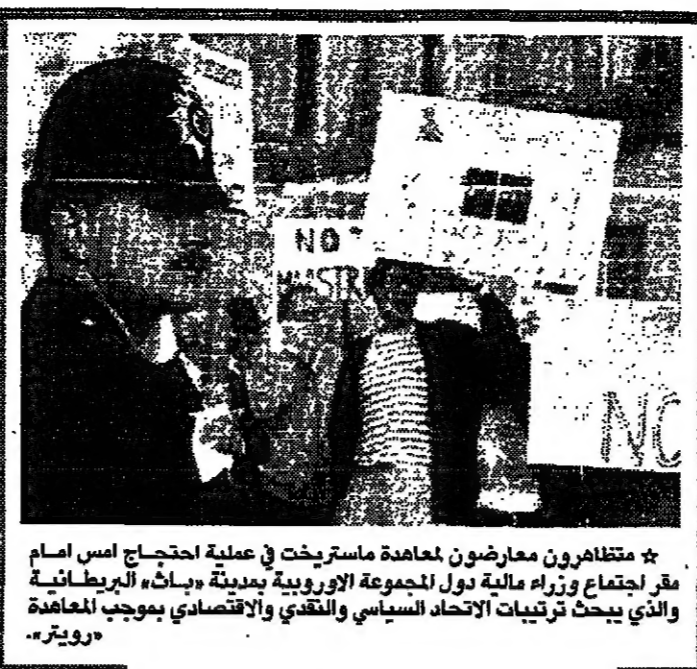 NO
NO
☆ متظاهرون معارضون لمعاهدة ماستريخت في عملية احتجاج امس امام
مقر اجتماع وزراء مالية دول المجموعة الاوروبية بمدينة «باث» البريطانية
والذي يبحث ترتيبات الاتحاد السياسي والنقدي والاقتصادي بموجب المعاهدة
«رويتر».